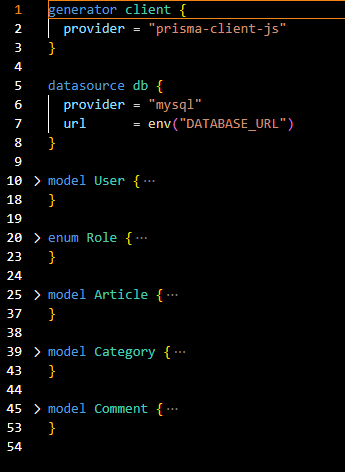 1 generator client {
2 provider = "prisma-client-js"
3 }
4
5 datasource db {
6 provider = "mysql"
7 url = env("DATABASE_URL")
8 }
9
10 model User { ···
18 }
19
20 enum Role { ···
23 }
24
25 model Article { ···
37 }
38
39 model Category { ···
43 }
44
45 model Comment { ···
53 }
54